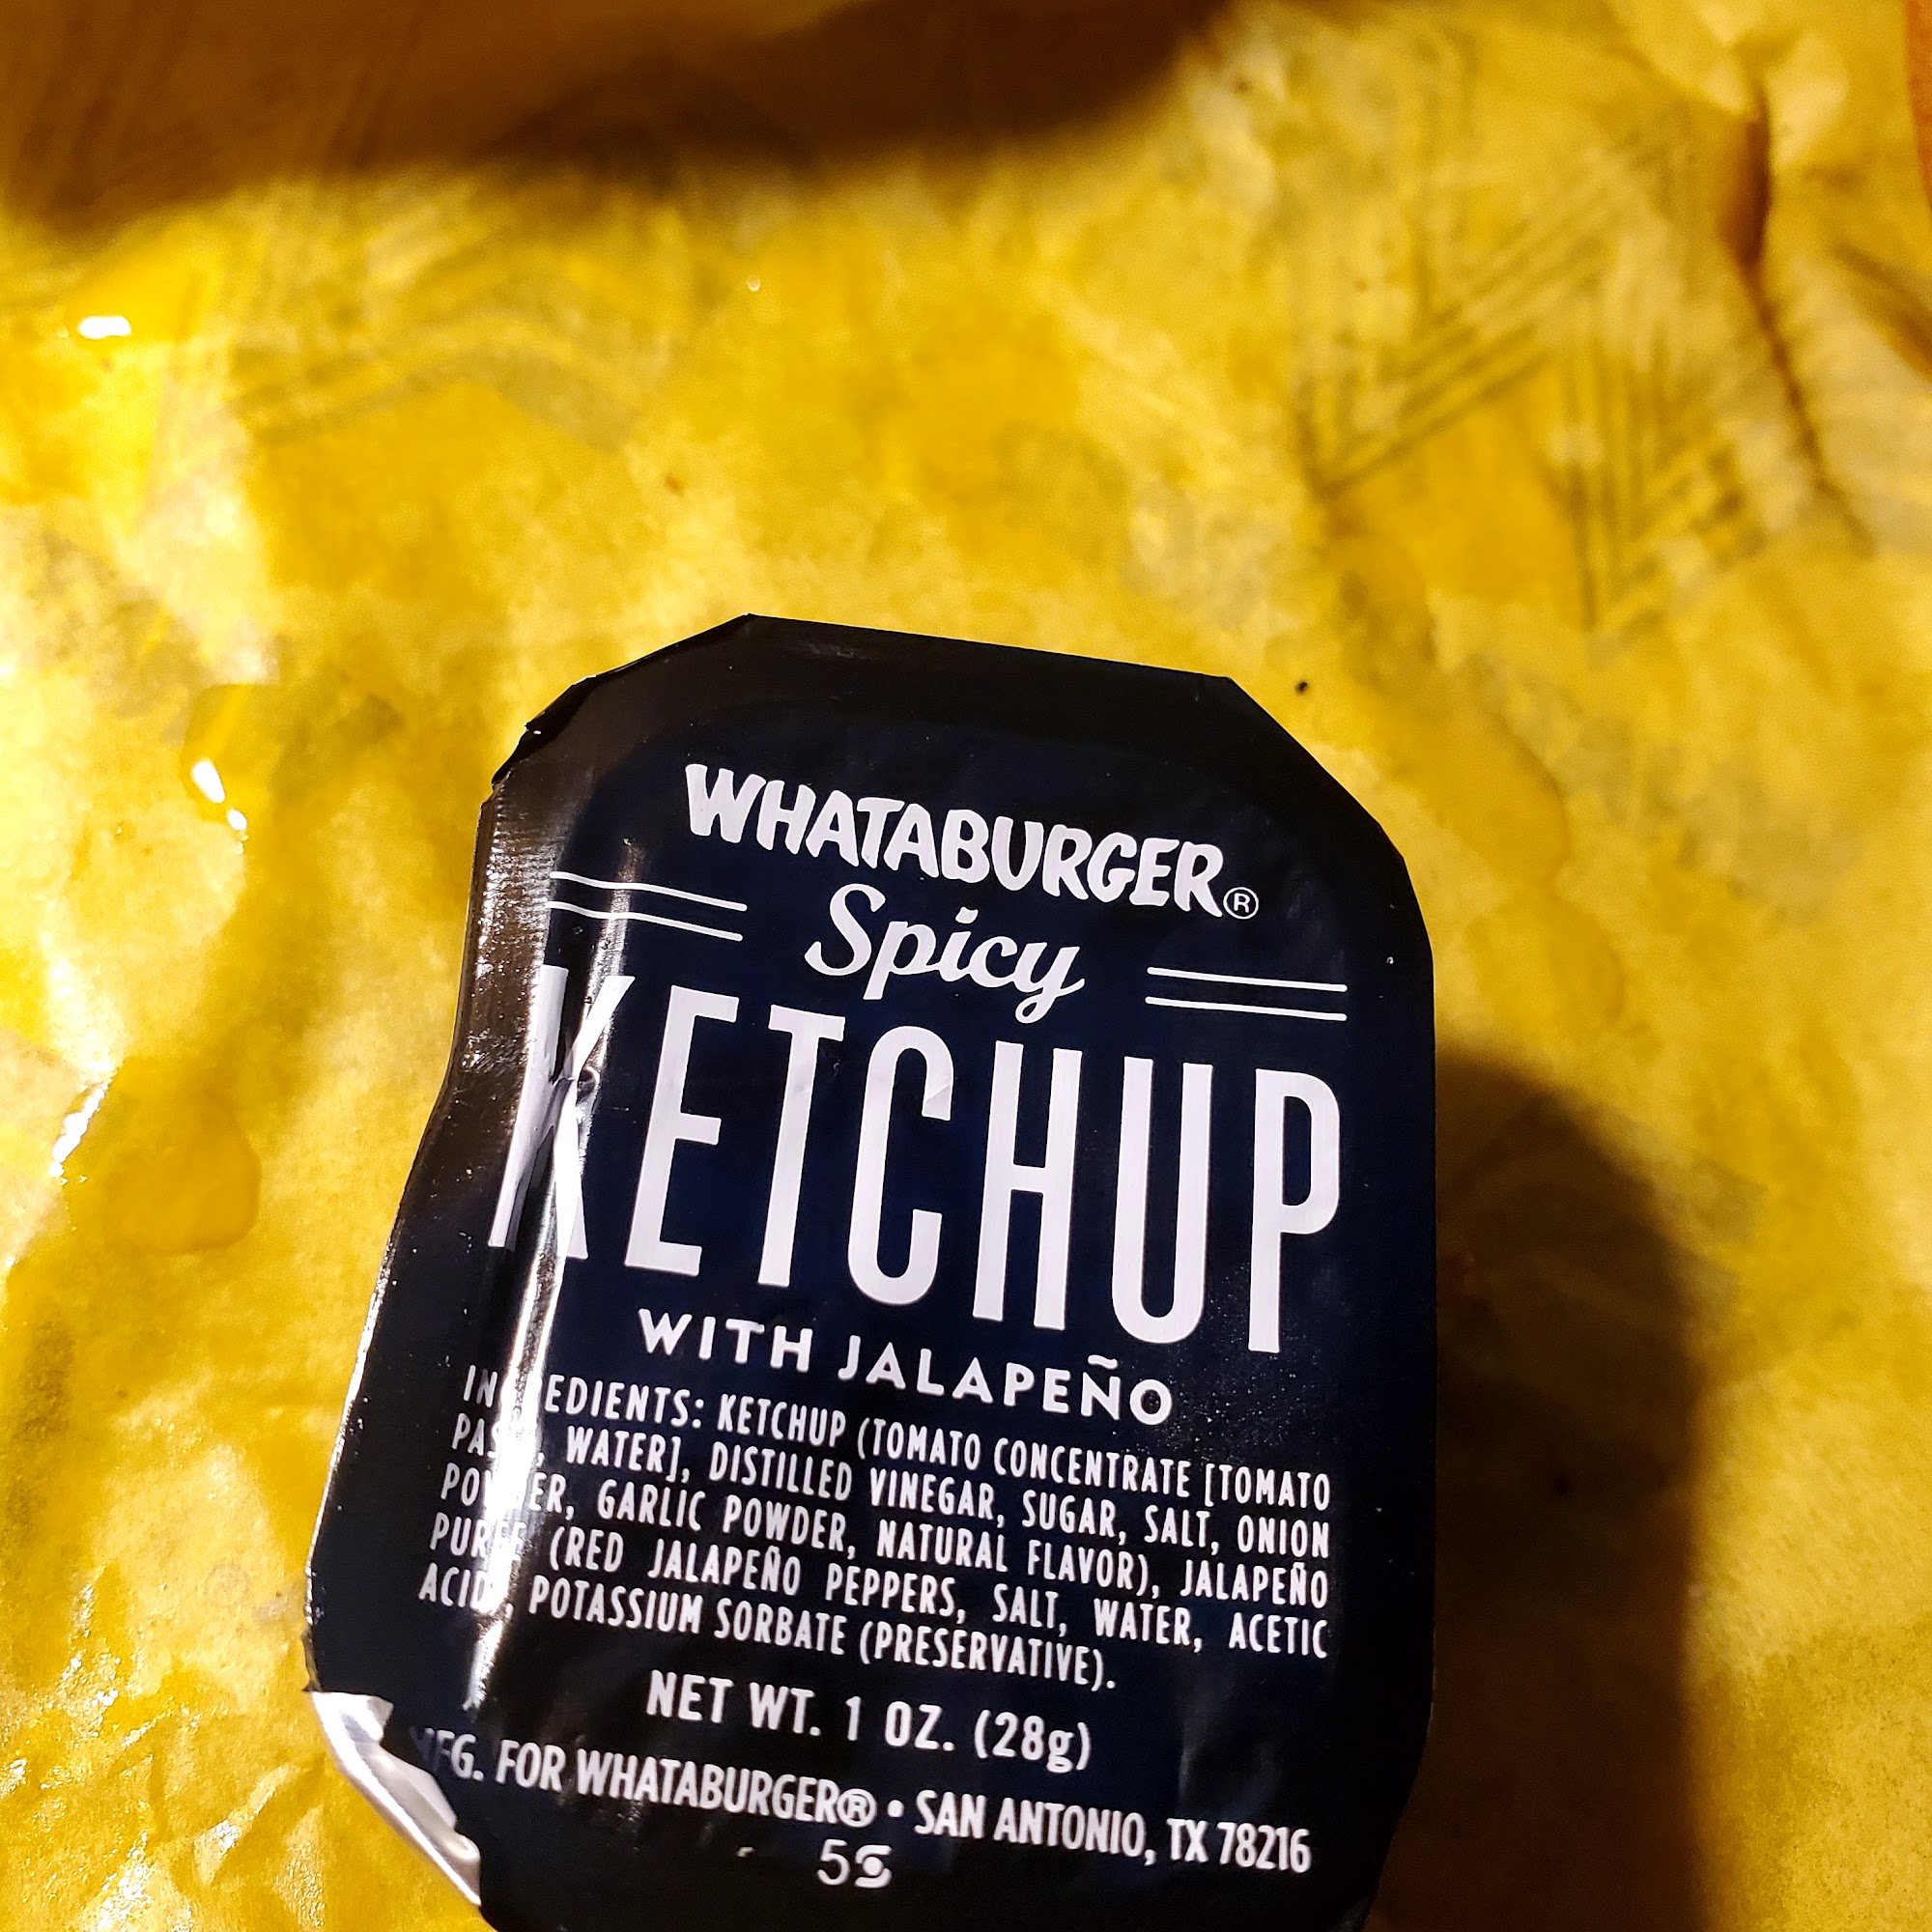 WHATABURGER®
Spicy
KETCHUP
WITH JALAPEÑO
INGREDIENTS: KETCHUP (TOMATO CONCENTRATE [TOMATO
PASTE, WATER], DISTILLED VINEGAR, SUGAR, SALT, ONION
POWDER, GARLIC POWDER, NATURAL FLAVOR), JALAPEÑO
PUREE (RED JALAPEÑO PEPPERS, SALT, WATER, ACETIC
ACID), POTASSIUM SORBATE (PRESERVATIVE).
NET WT. 1 OZ. (28g)
MFG. FOR WHATABURGER® • SAN ANTONIO, TX 78216